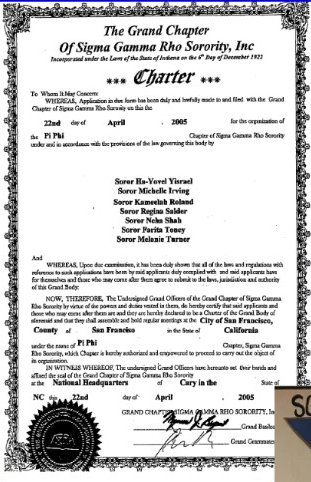 The Grand Chapter
Of Sigma Gamma Rho Sorority, Inc
Incorporated under the Laws of the State of Indiana on the 6th Day of December 1922
*** Charter ***
To Whom It May Concern:
WHEREAS, Application in due form has been duly and lawfully made to and filed with the Grand
Chapter of Sigma Gamma Rho Sorority on this the
22nd day of April , 2005 for the organization of
the Pi Phi Chapter of Sigma Gamma Rho Sorority
under and in accordance with the provisions of the law governing this body by
Soror Ha-Yovel Yisrael
Soror Michelle Irving
Soror Kameelah Roland
Soror Regina Salder
Soror Neha Shah
Soror Forita Toney
Soror Melanie Turner
And
WHEREAS, Upon due examination, it has been duly shown that all of the laws and regulations with
reference to such applications have been by said applicants duly complied with and said applicants have
for themselves and those who may come after them agree to submit to the laws, jurisdiction and authority
of this Grand Body:
NOW, THEREFORE, The Undersigned Grand Officers of the Grand Chapter of Sigma Gamma
Rho Sorority by virtue of the powers and duties vested in them, do hereby certify that said applicants and
those who may come after them are and they are hereby declared to be a Charter of the Grand Body of
aforesaid and that they shall assemble and hold regular meetings at the City of San Francisco,
County of San Francisco in the State of California
under the name of Pi Phi Chapter, Sigma Gamma
Rho Sorority, which Chapter is hereby authorized and empowered to proceed to carry out the object of
its organization.
IN WITNESS WHEREOF, The undersigned Grand Officers have hereunto set their hands and
affixed the seal of the Grand Chapter of Sigma Gamma Rho Sorority
at the National Headquarters of Cary in the State of
NC this 22nd day of April , 2005
GRAND CHAPTER SIGMA GAMMA RHO SORORITY, In
Grand Basileus
Grand Grammateus
SO